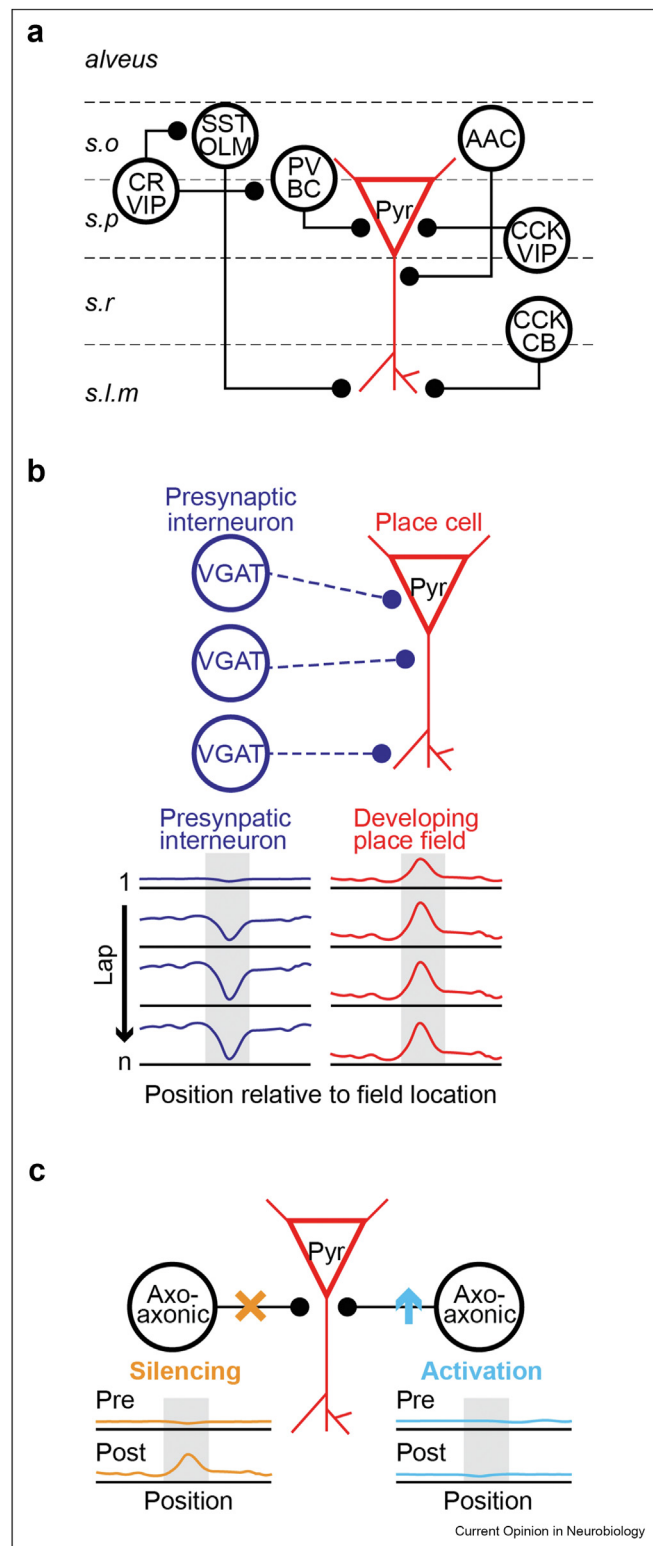 a
alveus
s.o
SST
OLM
AAC
PV
BC
CR
VIP
Pyr
s.p
CCK
VIP
s.r
CCK
CB
s.l.m
b
Presynaptic
interneuron
Place cell
VGAT
Pyr
VGAT
VGAT
Presynpatic
interneuron
Developing
place field
1
Lap
n
Position relative to field location
c
Pyr
Axo-
axonic
Axo-
axonic
Silencing
Activation
Pre
Pre
Post
Post
Position
Position
Current Opinion in Neurobiology